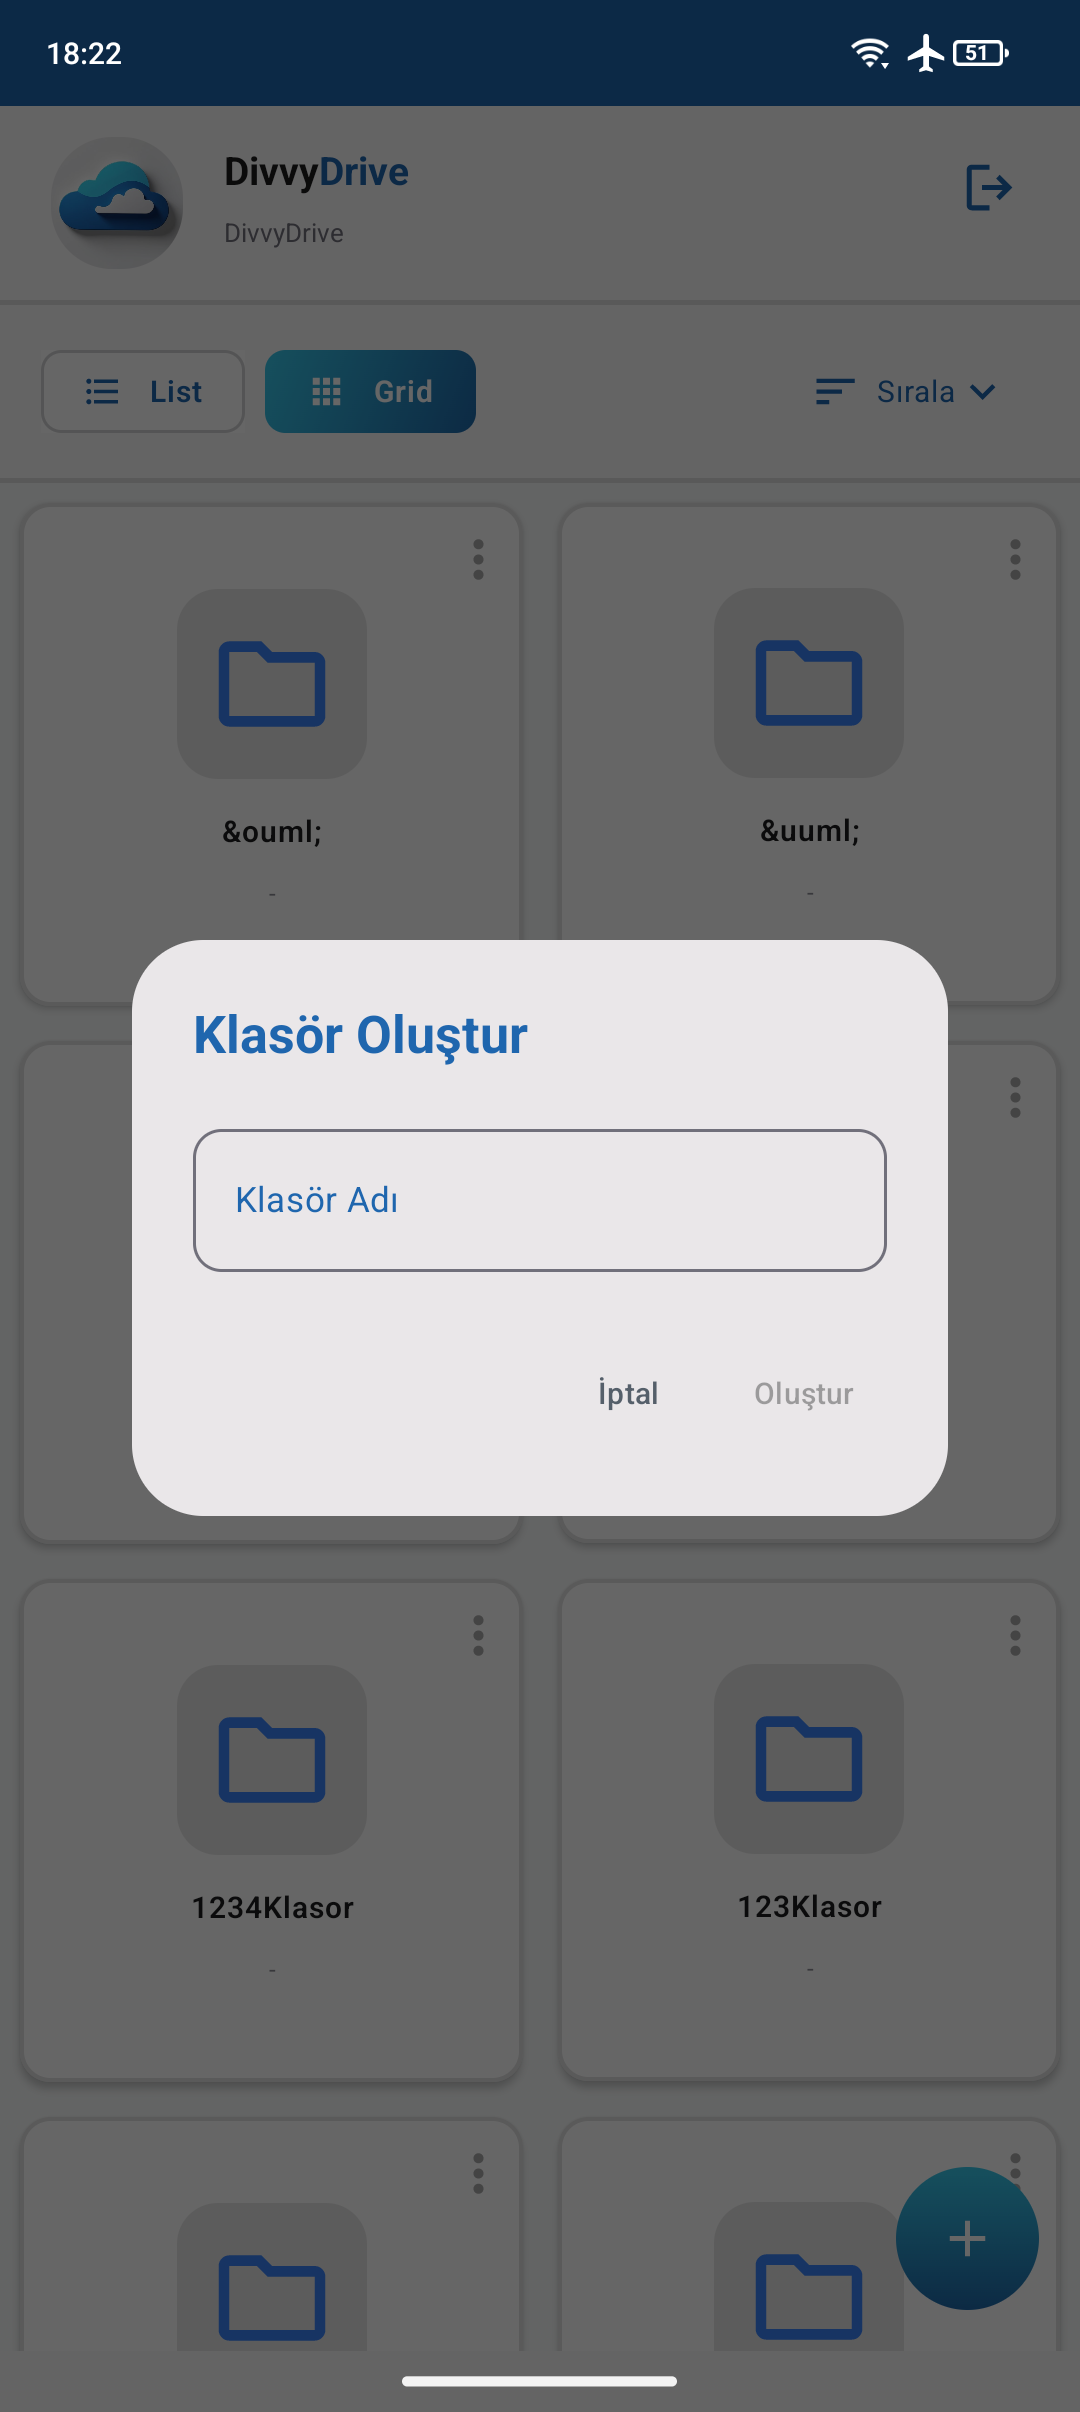 18:22
51
DivvyDrive
DivvyDrive
List
Grid
Sırala
&ouml;
&uuml;
-
-
Klasör Oluştur
Klasör Adı
İptal
Oluştur
1234Klasor
123Klasor
-
-